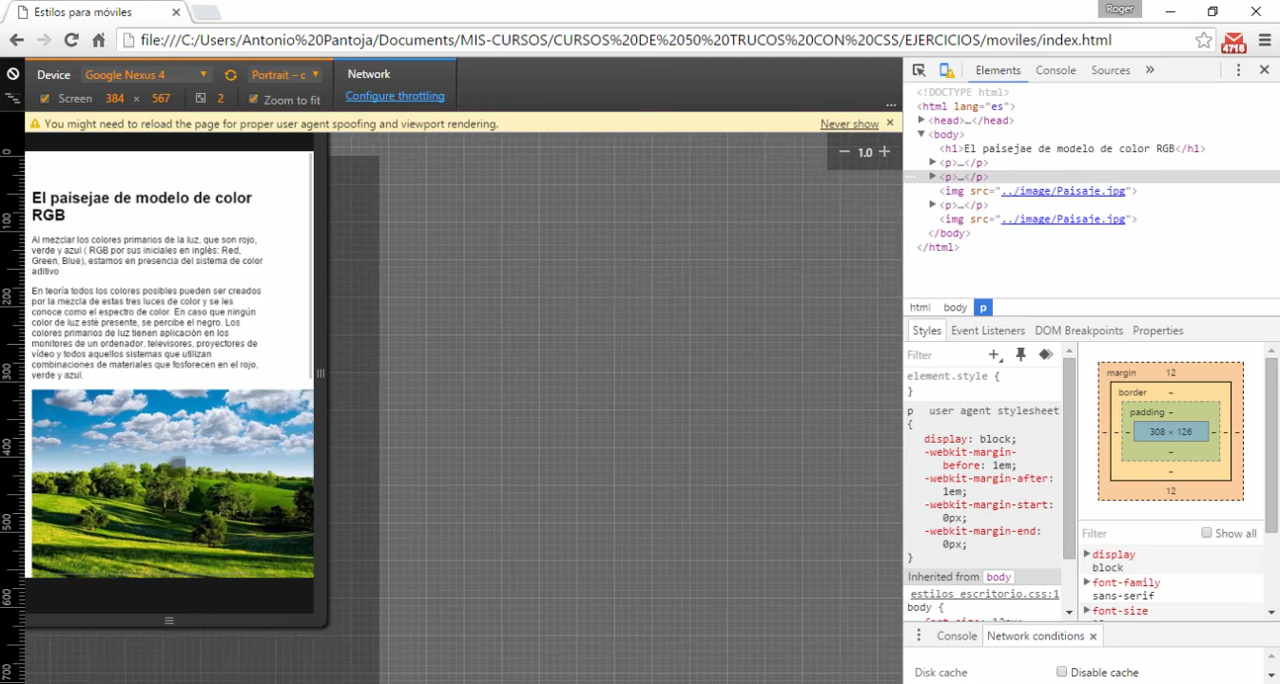 Estilos para móviles
Roger
file:///C:/Users/Antonio%20Pantoja/Documents/MIS-CURSOS/CURSOS%20DE%2050%20TRUCOS%20CON%20CSS/EJERCICIOS/moviles/index.html
4716
Device Google Nexus 4 Portrait – c Network
Screen 384 × 567 2 Zoom to fit Configure throttling
...
You might need to reload the page for proper user agent spoofing and viewport rendering. Never show ×
− 1.0 +
0
100
200
300
400
500
600
700
El paisejae de modelo de color
RGB
Al mezclar los colores primarios de la luz, que son rojo,
verde y azul ( RGB por sus iniciales en inglés: Red,
Green, Blue), estamos en presencia del sistema de color
aditivo
En teoría todos los colores posibles pueden ser creados
por la mezcla de estas tres luces de color y se les
conoce como el espectro de color. En caso que ningún
color de luz esté presente, se percibe el negro. Los
colores primarios de luz tienen aplicación en los
monitores de un ordenador, televisores, proyectores de
vídeo y todos aquellos sistemas que utilizan
combinaciones de materiales que fosforecen en el rojo,
verde y azul.
Elements Console Sources »
<!DOCTYPE html>
<html lang="es">
<head>…</head>
<body>
<h1>El paisejae de modelo de color RGB</h1>
<p>…</p>
<p>…</p>
<img src="../image/Paisaje.jpg">
<p>…</p>
<img src="../image/Paisaje.jpg">
</body>
</html>
html body p
Styles Event Listeners DOM Breakpoints Properties
Filter
element.style {
}
p user agent stylesheet
{
display: block;
-webkit-margin-
before: 1em;
-webkit-margin-after:
1em;
-webkit-margin-start:
0px;
-webkit-margin-end:
0px;
}
Inherited from body
estilos_escritorio.css:1
body {
margin 12
border –
padding –
308 × 126
–
–
12
Filter Show all
display
block
font-family
sans-serif
font-size
Console Network conditions ×
Disk cache Disable cache